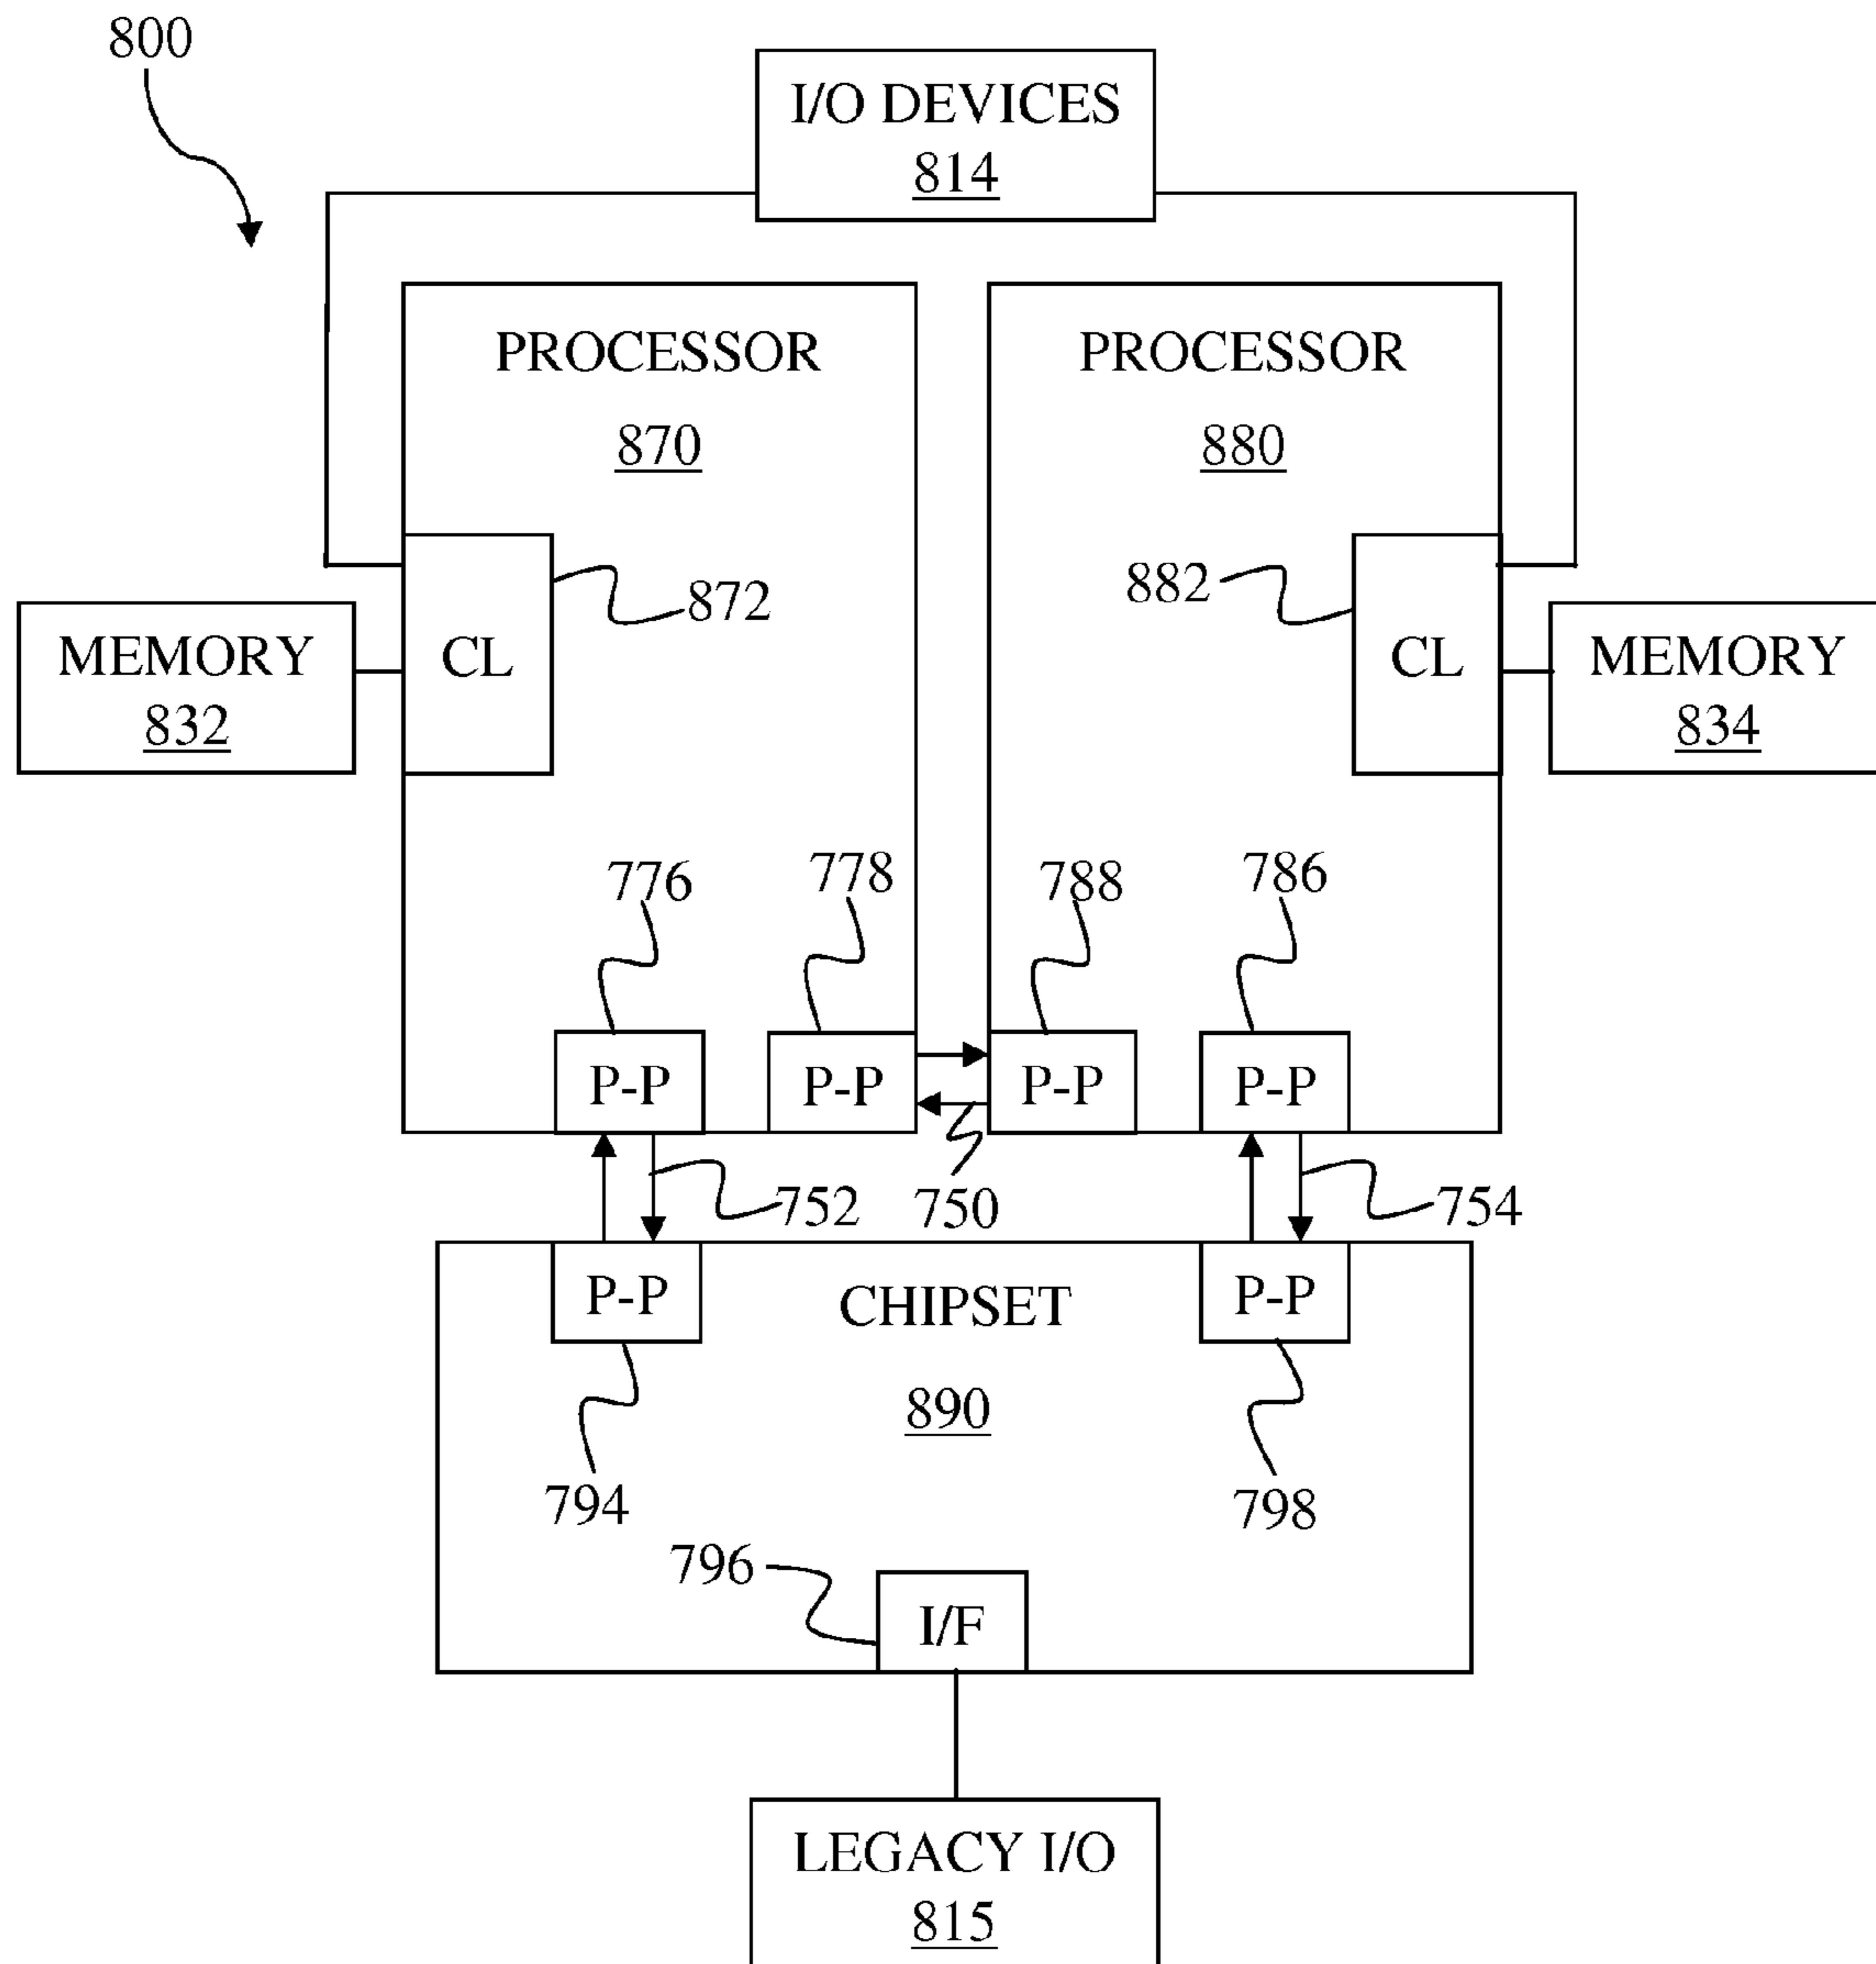 800
I/O DEVICES
814
PROCESSOR
870
PROCESSOR
880
872
882
MEMORY
832
CL
CL
MEMORY
834
776
778
788
786
P-P
P-P
P-P
P-P
752
750
754
P-P
CHIPSET
P-P
890
794
798
796
I/F
LEGACY I/O
815